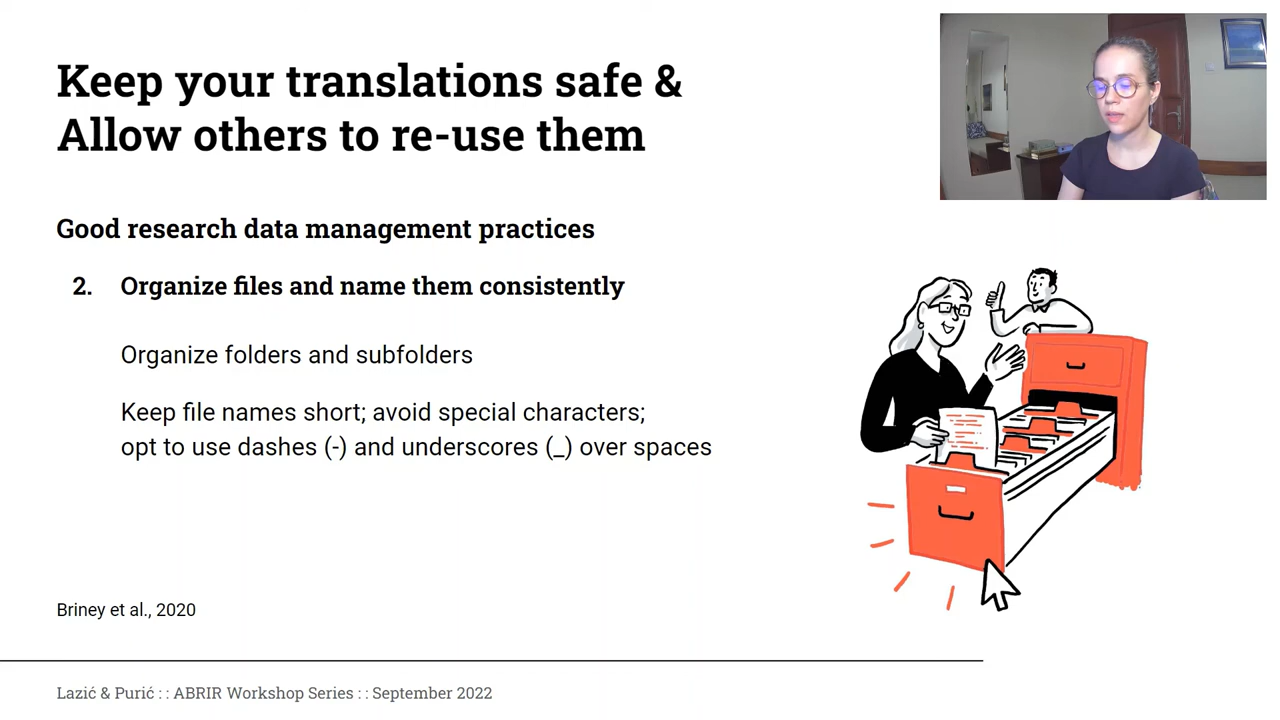 Keep your translations safe &
Allow others to re-use them
Good research data management practices
2. Organize files and name them consistently
Organize folders and subfolders
Keep file names short; avoid special characters;
opt to use dashes (-) and underscores (_) over spaces
Briney et al., 2020
Lazić & Purić : : ABRIR Workshop Series : : September 2022